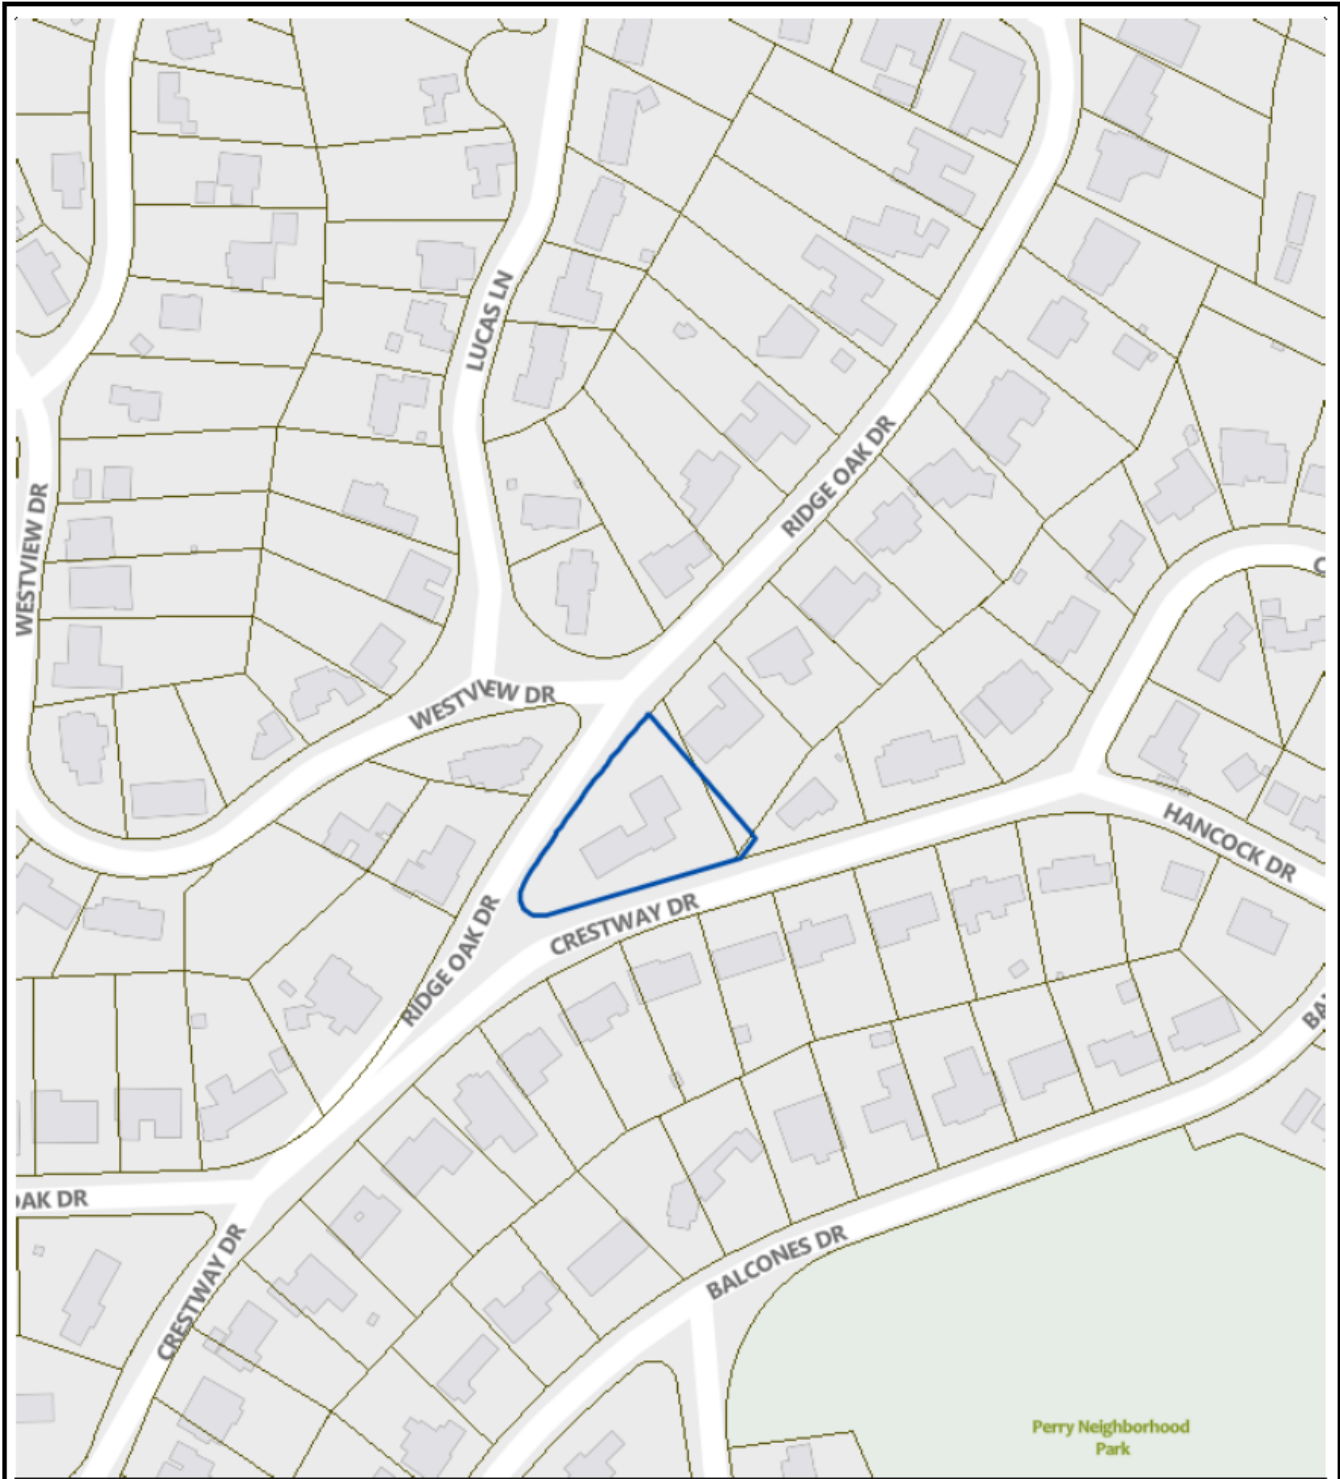 LUCAS LN
RIDGE OAK DR
WESTVIEW DR
WESTVIEW DR
HANCOCK DR
CRESTWAY DR
RIDGE OAK DR
OAK DR
CRESTWAY DR
BALCONES DR
Perry Neighborhood
Park